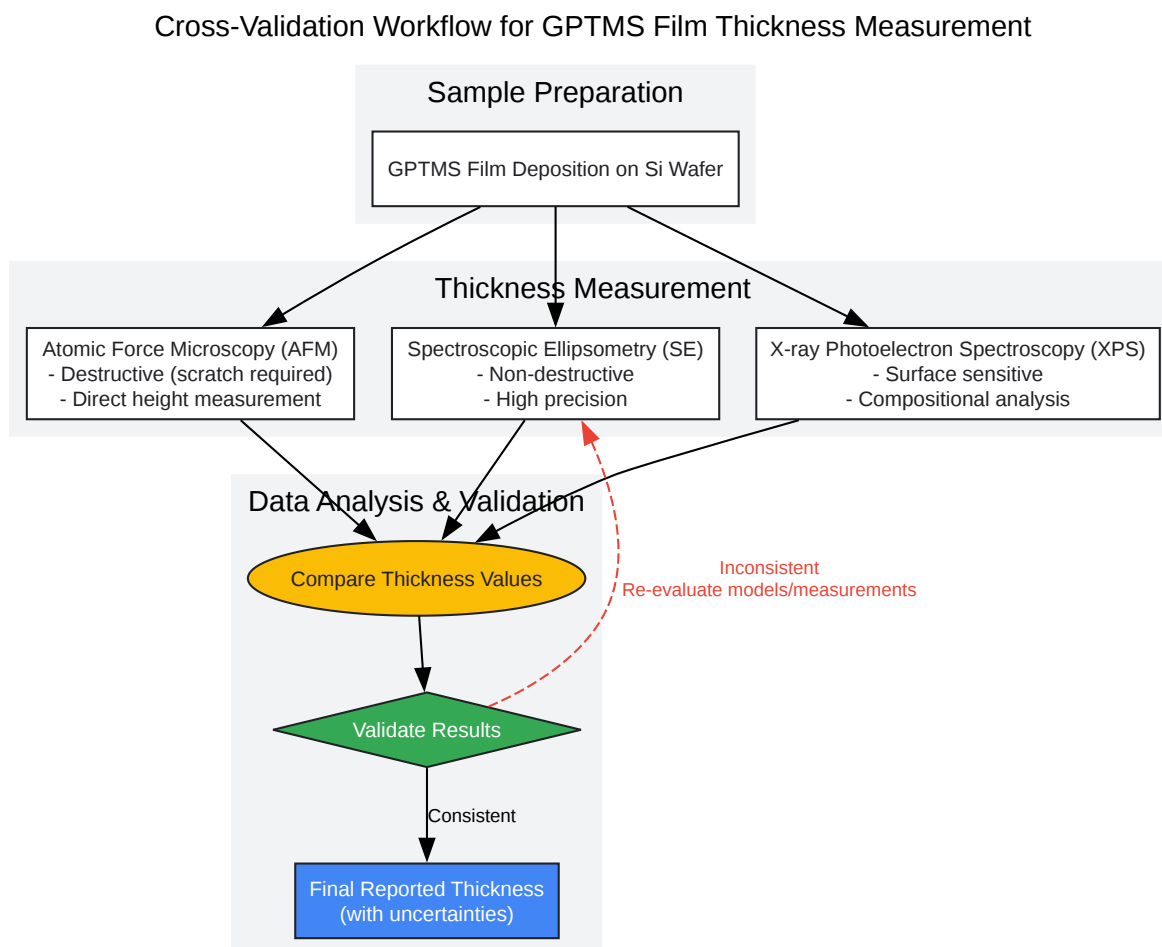 Cross-Validation Workflow for GPTMS Film Thickness Measurement
Sample Preparation
GPTMS Film Deposition on Si Wafer
Thickness Measurement
Atomic Force Microscopy (AFM)
- Destructive (scratch required)
- Direct height measurement
Spectroscopic Ellipsometry (SE)
- Non-destructive
- High precision
X-ray Photoelectron Spectroscopy (XPS)
- Surface sensitive
- Compositional analysis
Data Analysis & Validation
Compare Thickness Values
Inconsistent
Re-evaluate models/measurements
Validate Results
Consistent
Final Reported Thickness
(with uncertainties)